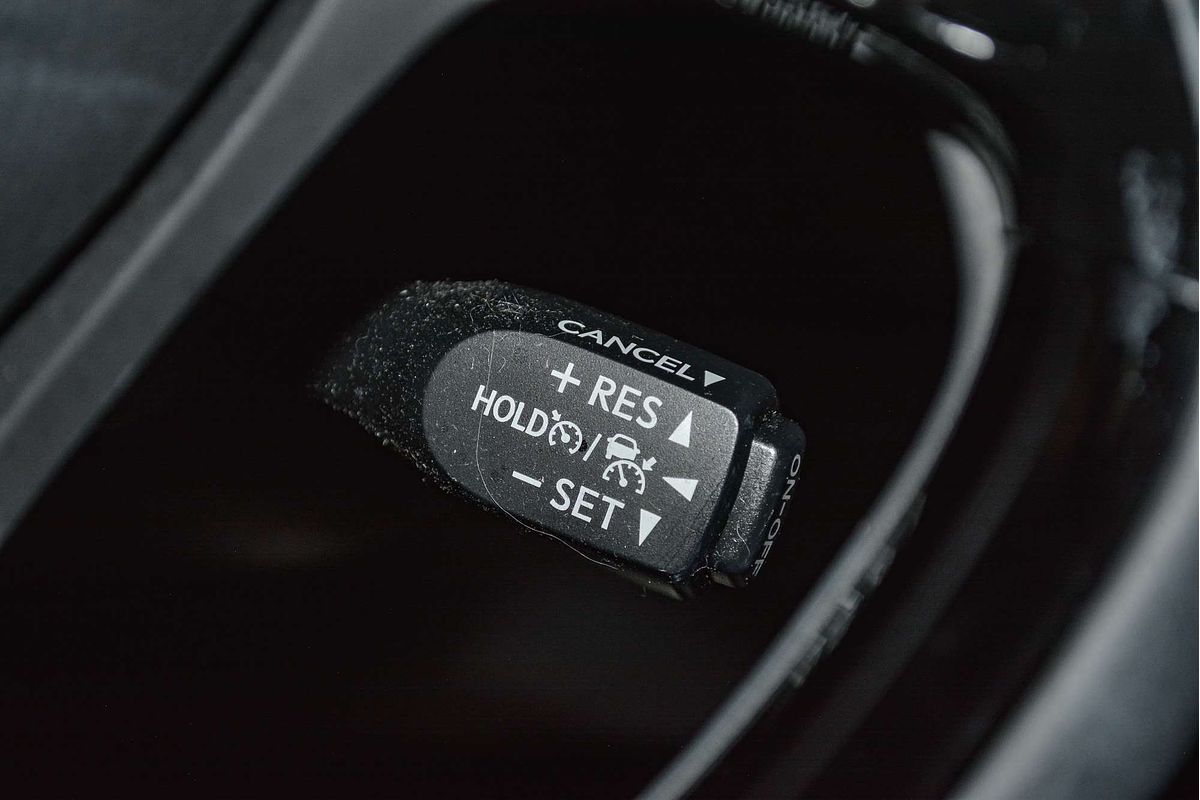 CANCEL▼
+ RES ▲
HOLD / ◄
– SET ▼
ON-OFF